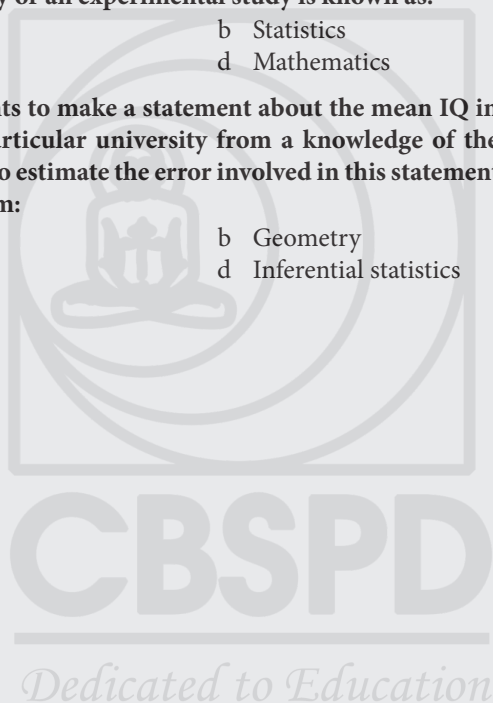 y of an experimental study is known as:
b Statistics
d Mathematics
nts to make a statement about the mean IQ in
rticular university from a knowledge of the
o estimate the error involved in this statement
m:
b Geometry
d Inferential statistics
CBSPD
Dedicated to Education